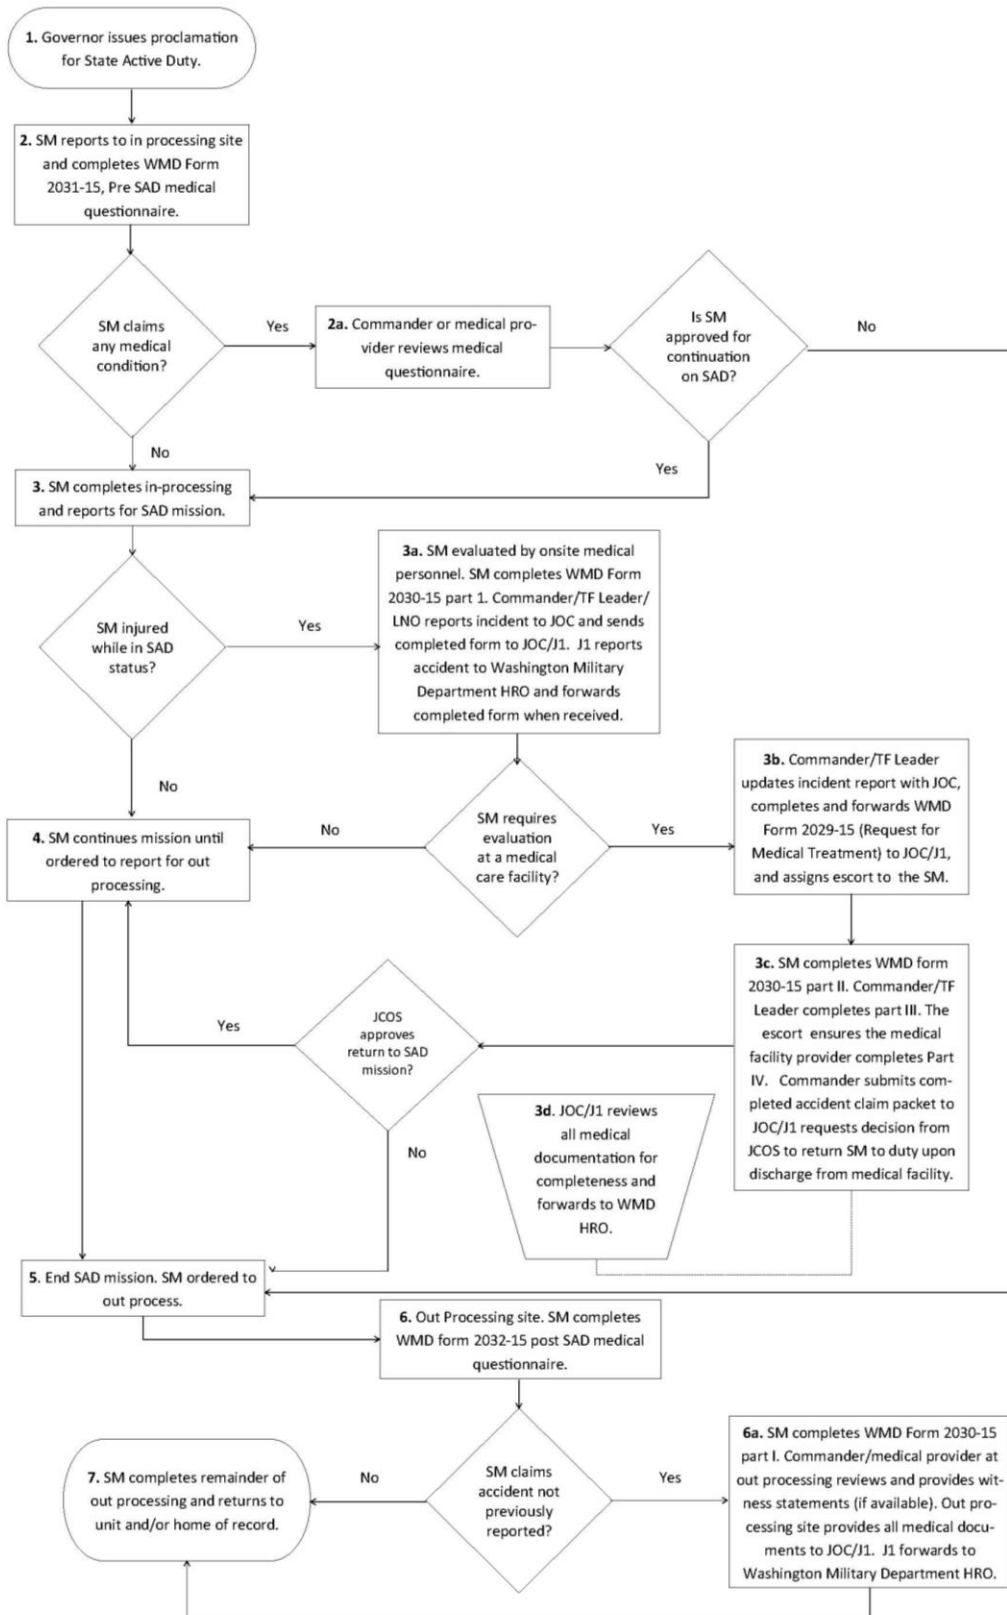 1. Governor issues proclamation
for State Active Duty.
2. SM reports to in processing site
and completes WMD Form
2031-15, Pre SAD medical
questionnaire.
SM claims
any medical
condition?
Yes
2a. Commander or medical pro-
vider reviews medical
questionnaire.
Is SM
approved for
continuation
on SAD?
No
No
Yes
3. SM completes in-processing
and reports for SAD mission.
SM injured
while in SAD
status?
Yes
3a. SM evaluated by onsite medical
personnel. SM completes WMD Form
2030-15 part 1. Commander/TF Leader/
LNO reports incident to JOC and sends
completed form to JOC/J1. J1 reports
accident to Washington Military
Department HRO and forwards
completed form when received.
No
4. SM continues mission until
ordered to report for out
processing.
No
SM requires
evaluation
at a medical
care facility?
Yes
3b. Commander/TF Leader
updates incident report with JOC,
completes and forwards WMD
Form 2029-15 (Request for
Medical Treatment) to JOC/J1,
and assigns escort to the SM.
3c. SM completes WMD form
2030-15 part II. Commander/TF
Leader completes part III. The
escort ensures the medical
facility provider completes Part
IV. Commander submits com-
pleted accident claim packet to
JOC/J1 requests decision from
JCOS to return SM to duty upon
discharge from medical facility.
Yes
JCOS
approves
return to SAD
mission?
No
3d. JOC/J1 reviews
all medical
documentation for
completeness and
forwards to WMD
HRO.
5. End SAD mission. SM ordered to
out process.
6. Out Processing site. SM completes
WMD form 2032-15 post SAD medical
questionnaire.
SM claims
accident not
previously
reported?
No
Yes
7. SM completes remainder of
out processing and returns to
unit and/or home of record.
6a. SM completes WMD Form 2030-15
part I. Commander/medical provider at
out processing reviews and provides wit-
ness statements (if available). Out pro-
cessing site provides all medical docu-
ments to JOC/J1. J1 forwards to
Washington Military Department HRO.